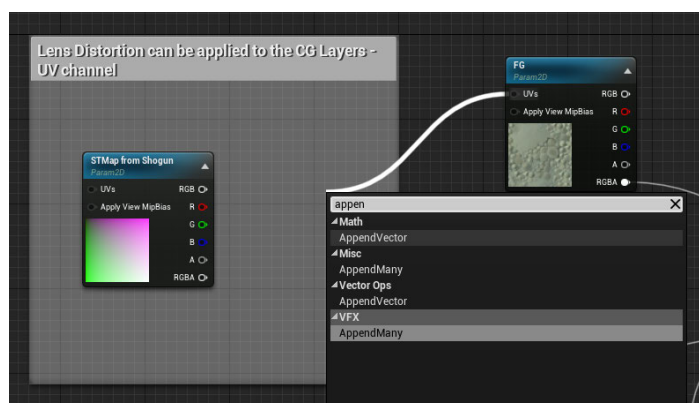 Lens Distortion can be applied to the CG Layers -
UV channel
FG
Param2D
UVs RGB
Apply View MipBias R
G
B
A
RGBA
STMap from Shogun
Param2D
UVs RGB
Apply View MipBias R
G
B
A
RGBA
appen
Math
AppendVector
Misc
AppendMany
Vector Ops
AppendVector
VFX
AppendMany